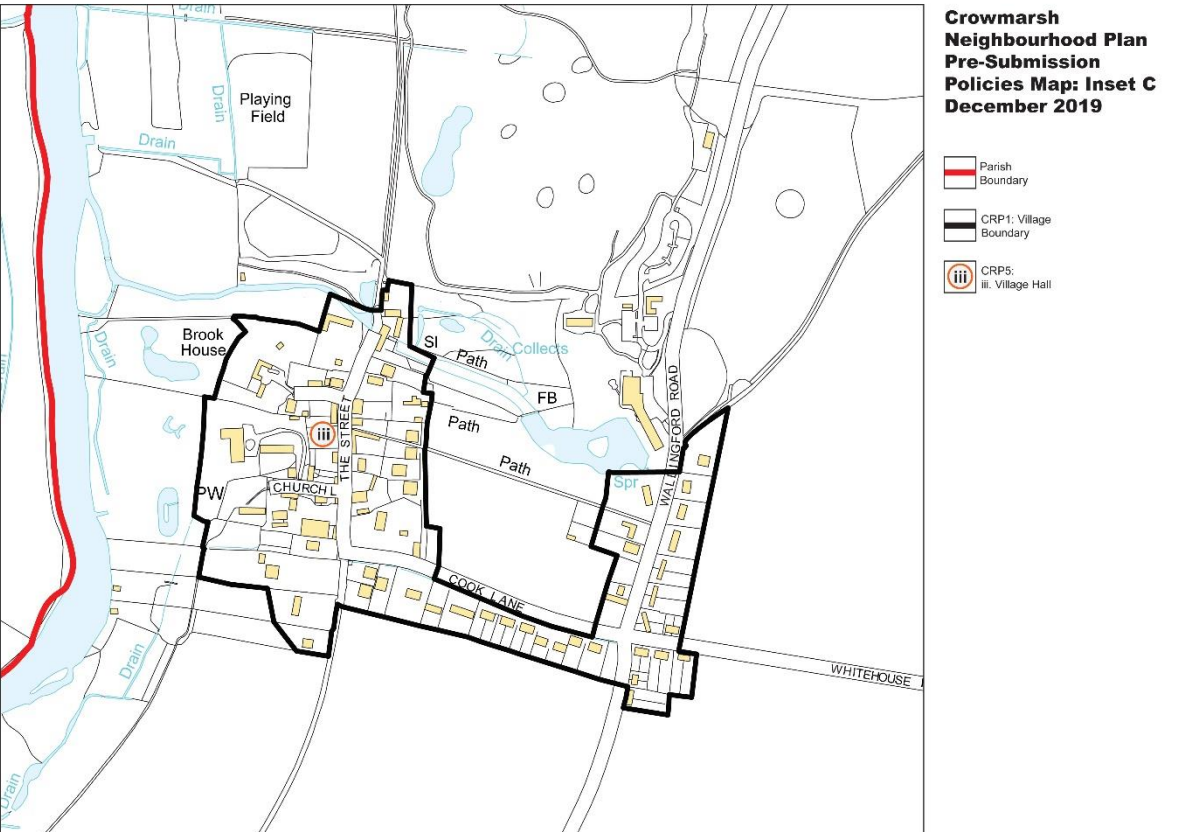 Crowmarsh
Neighbourhood Plan
Pre-Submission
Policies Map: Inset C
December 2019
Parish
Boundary
CRP1: Village
Boundary
iii
CRP5:
iii. Village Hall
Drain
Drain
Playing
Field
Drain
Brook
House
Drain
SI
Path
Drain
Collects
FB
Path
Path
Spr
iii
THE STREET
CHURCH L
PW
WALLINGFORD ROAD
COOK LANE
WHITEHOUSE
Drain
Drain